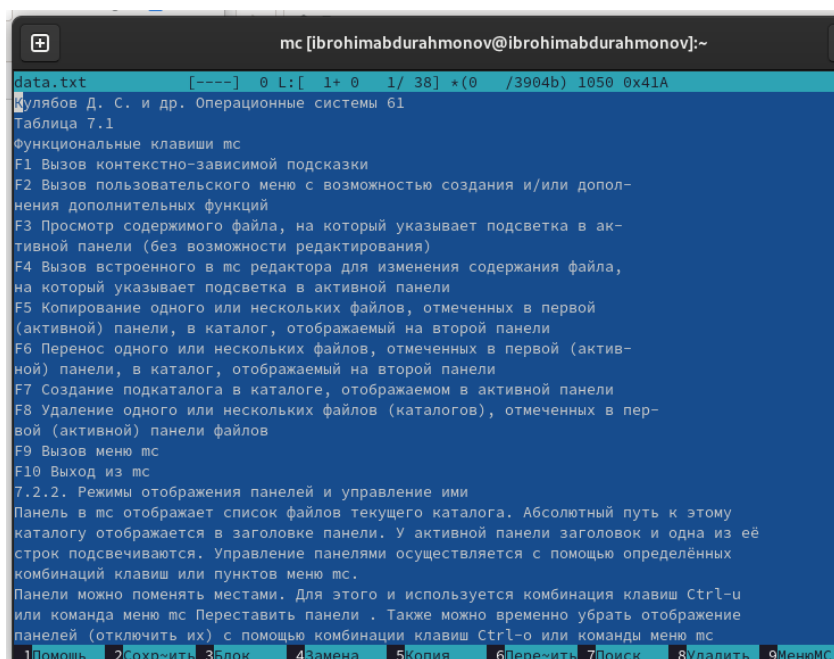 mc [ibrohimabdurahmonov@ibrohimabdurahmonov]:~
data.txt [----] 0 L:[ 1+ 0 1/ 38] *(0 /3904b) 1050 0x41A
Кулябов Д. С. и др. Операционные системы 61
Таблица 7.1
Функциональные клавиши mc
F1 Вызов контекстно-зависимой подсказки
F2 Вызов пользовательского меню с возможностью создания и/или допол-
нения дополнительных функций
F3 Просмотр содержимого файла, на который указывает подсветка в ак-
тивной панели (без возможности редактирования)
F4 Вызов встроенного в mc редактора для изменения содержания файла,
на который указывает подсветка в активной панели
F5 Копирование одного или нескольких файлов, отмеченных в первой
(активной) панели, в каталог, отображаемый на второй панели
F6 Перенос одного или нескольких файлов, отмеченных в первой (актив-
ной) панели, в каталог, отображаемый на второй панели
F7 Создание подкаталога в каталоге, отображаемом в активной панели
F8 Удаление одного или нескольких файлов (каталогов), отмеченных в пер-
вой (активной) панели файлов
F9 Вызов меню mc
F10 Выход из mc
7.2.2. Режимы отображения панелей и управление ими
Панель в mc отображает список файлов текущего каталога. Абсолютный путь к этому
каталогу отображается в заголовке панели. У активной панели заголовок и одна из её
строк подсвечиваются. Управление панелями осуществляется с помощью определённых
комбинаций клавиш или пунктов меню mc.
Панели можно поменять местами. Для этого и используется комбинация клавиш Ctrl-u
или команда меню mc Переставить панели . Также можно временно убрать отображение
панелей (отключить их) с помощью комбинации клавиш Ctrl-o или команды меню mc
1Помощь 2Сохр~ить 3Блок 4Замена 5Копия 6Пере~ить 7Поиск 8Удалить 9МенюМС